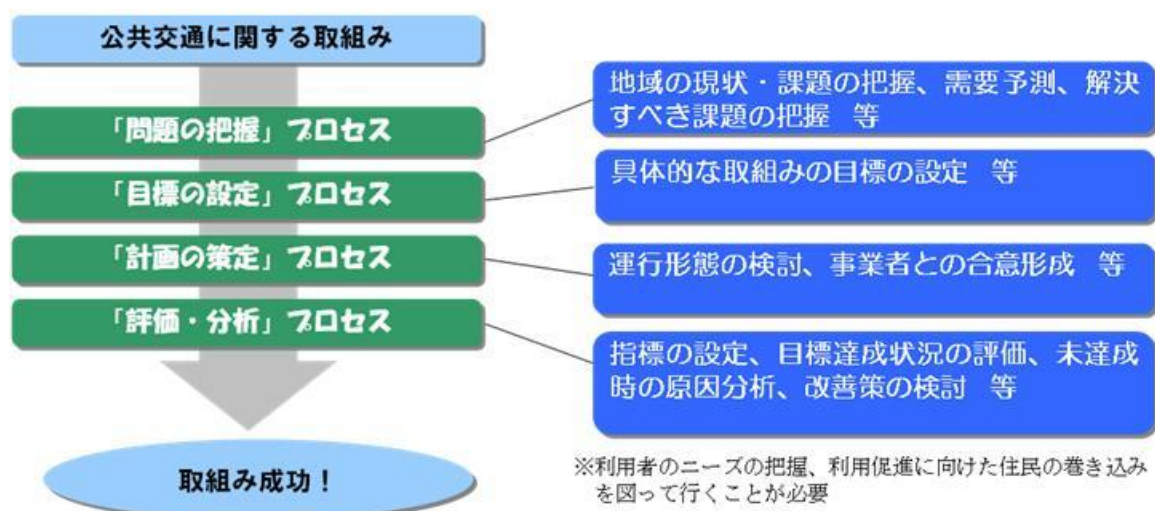 公共交通に関する取組み
「問題の把握」プロセス
地域の現状・課題の把握、需要予測、解決
すべき課題の把握　等
「目標の設定」プロセス
具体的な取組みの目標の設定　等
「計画の策定」プロセス
運行形態の検討、事業者との合意形成　等
「評価・分析」プロセス
指標の設定、目標達成状況の評価、未達成
時の原因分析、改善策の検討　等
取組み成功！
※利用者のニーズの把握、利用促進に向けた住民の巻き込み
を図って行くことが必要